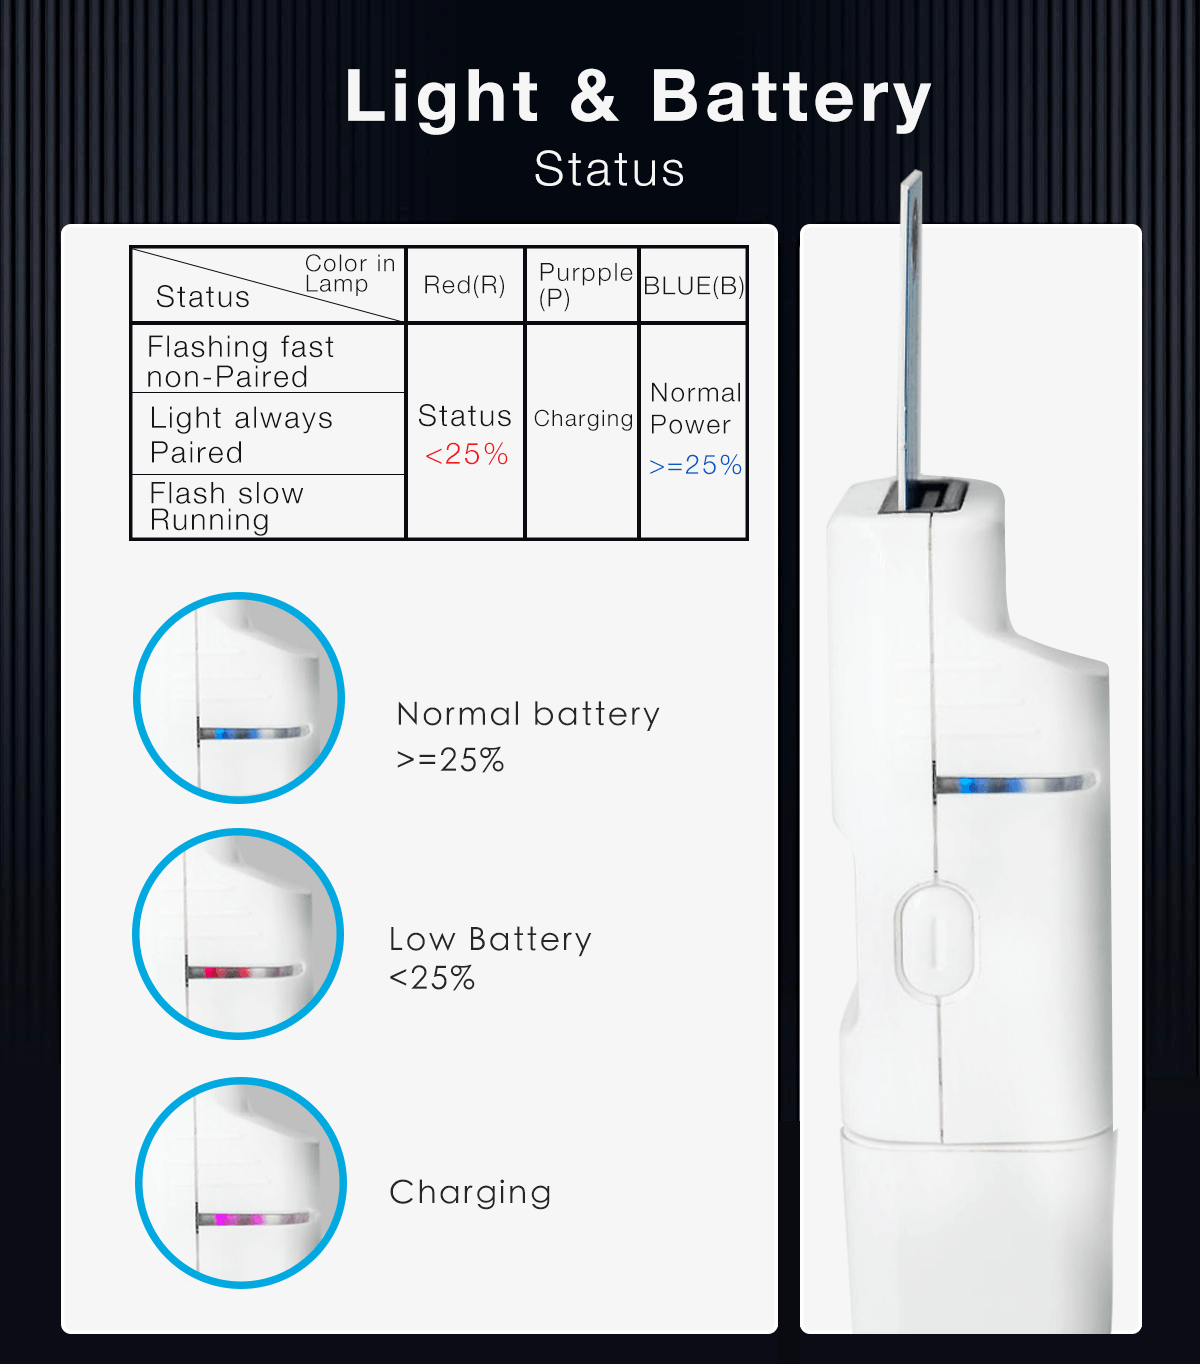 Light & Battery
Status
Color in
Lamp
Status
Red(R)
Purpple
(P)
BLUE(B)
Flashing fast
non-Paired
Light always
Paired
Flash slow
Running
Status
<25%
Charging
Normal
Power
>=25%
Normal battery
>=25%
Low Battery
<25%
Charging